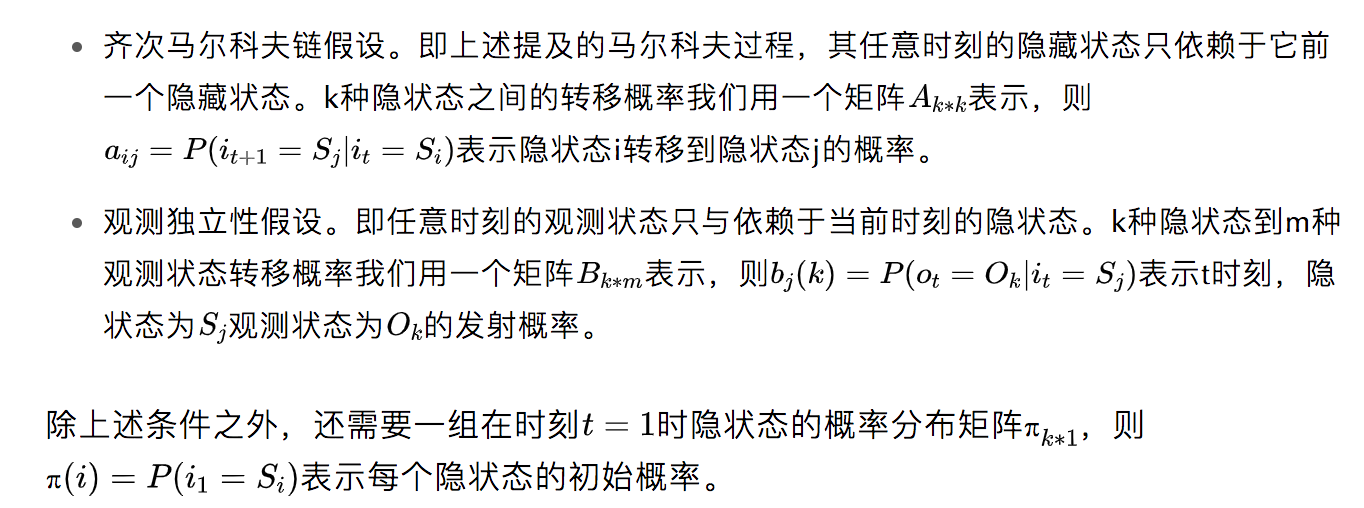 • 齐次马尔科夫链假设。即上述提及的马尔科夫过程，其任意时刻的隐藏状态只依赖于它前
一个隐藏状态。k种隐状态之间的转移概率我们用一个矩阵$A_{k*k}$表示，则
$a_{ij} = P(i_{t+1} = S_j|i_t = S_i)$表示隐状态i转移到隐状态j的概率。
• 观测独立性假设。即任意时刻的观测状态只与依赖于当前时刻的隐状态。k种隐状态到m种
观测状态转移概率我们用一个矩阵$B_{k*m}$表示，则$b_j(k) = P(o_t = O_k|i_t = S_j)$表示t时刻，隐
状态为$S_j$观测状态为$O_k$的发射概率。
除上述条件之外，还需要一组在时刻$t = 1$时隐状态的概率分布矩阵$π_{k*1}$，则
$π(i) = P(i_1 = S_i)$表示每个隐状态的初始概率。